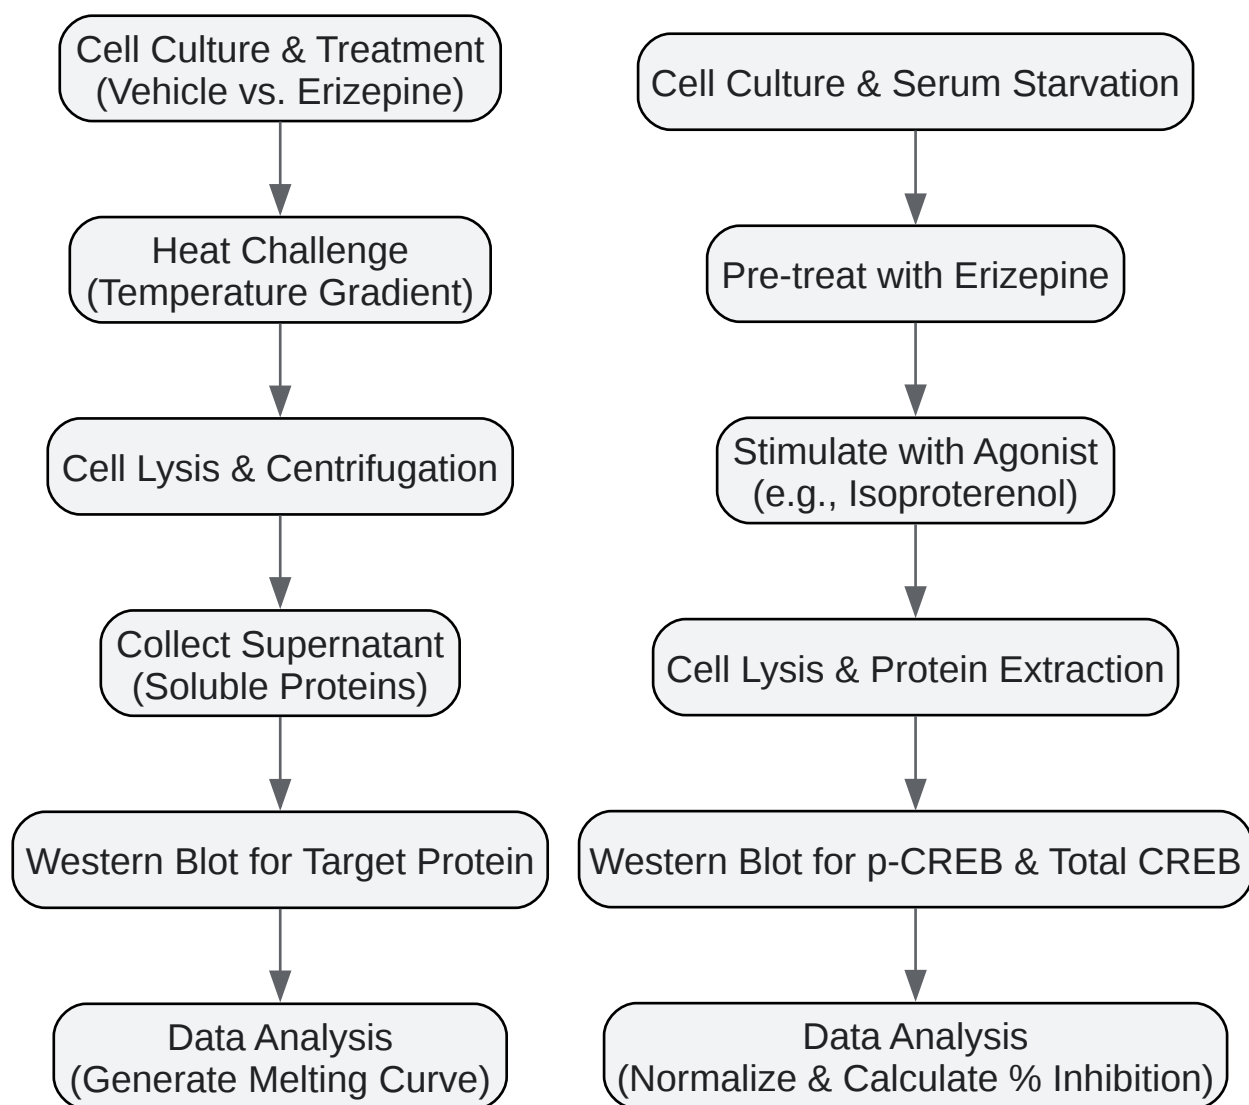 Cell Culture & Treatment
(Vehicle vs. Erizepine)
Heat Challenge
(Temperature Gradient)
Cell Lysis & Centrifugation
Collect Supernatant
(Soluble Proteins)
Western Blot for Target Protein
Data Analysis
(Generate Melting Curve)
Cell Culture & Serum Starvation
Pre-treat with Erizepine
Stimulate with Agonist
(e.g., Isoproterenol)
Cell Lysis & Protein Extraction
Western Blot for p-CREB & Total CREB
Data Analysis
(Normalize & Calculate % Inhibition)